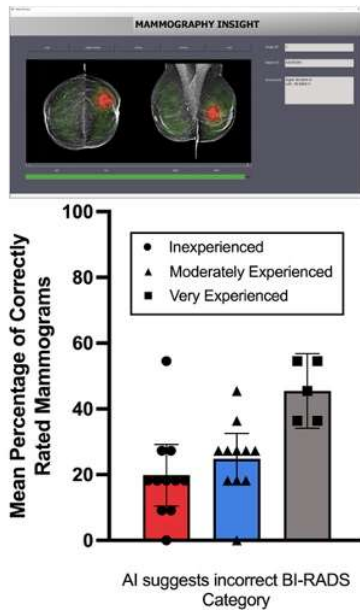 MAMMOGRAPHY INSIGHT
100
80
60
40
20
0
Mean Percentage of Correctly
Rated Mammograms
Inexperienced
Moderately Experienced
Very Experienced
AI suggests incorrect BI-RADS
Category